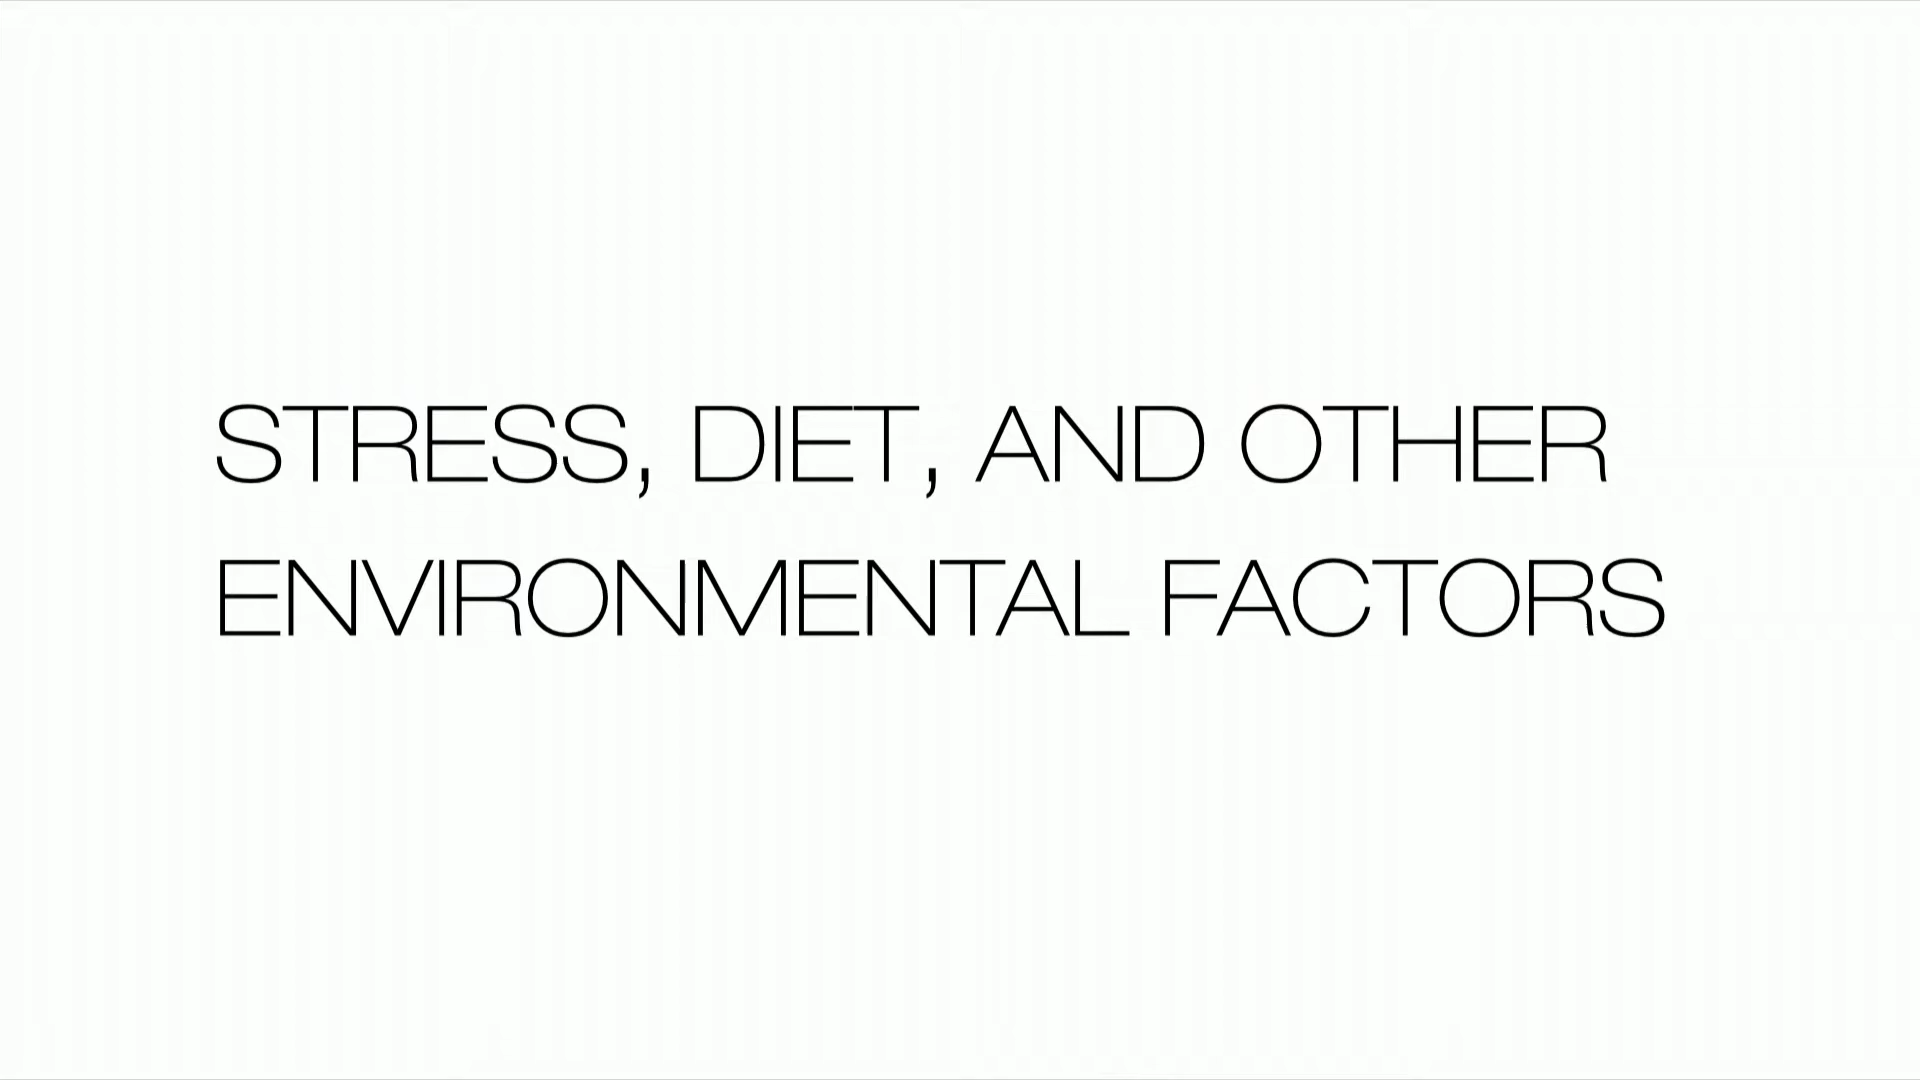 STRESS, DIET, AND OTHER
ENVIRONMENTAL FACTORS